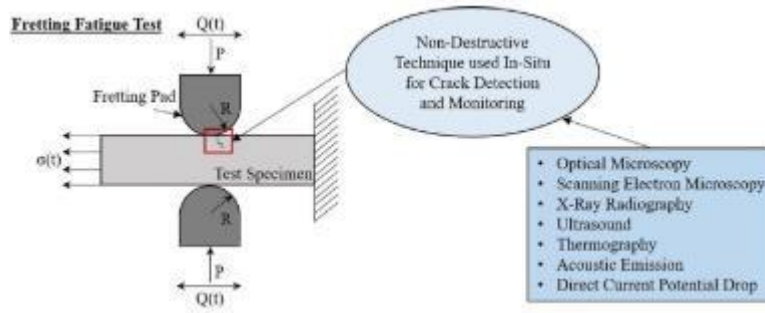 Fretting Fatigue Test
Q(t)
P
Fretting Pad
R
σ(t)
Test Specimen
R
P
Q(t)
Non-Destructive
Technique used In-Situ
for Crack Detection
and Monitoring
• Optical Microscopy
• Scanning Electron Microscopy
• X-Ray Radiography
• Ultrasound
• Thermography
• Acoustic Emission
• Direct Current Potential Drop